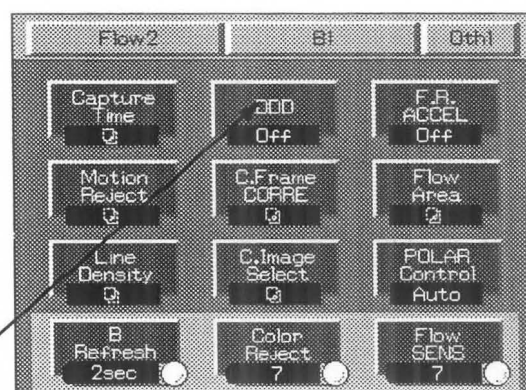 Flow2
Oth1
Capture
Time
DDD
Off
F.R.
ACCEL
Off
Motion
Reject
C.Frame
CORRE
Flow
Area
Line
Density
C.Image
Select
POLAR
Control
Auto
B
Refresh
2sec
Color
Reject
7
Flow
SENS
7